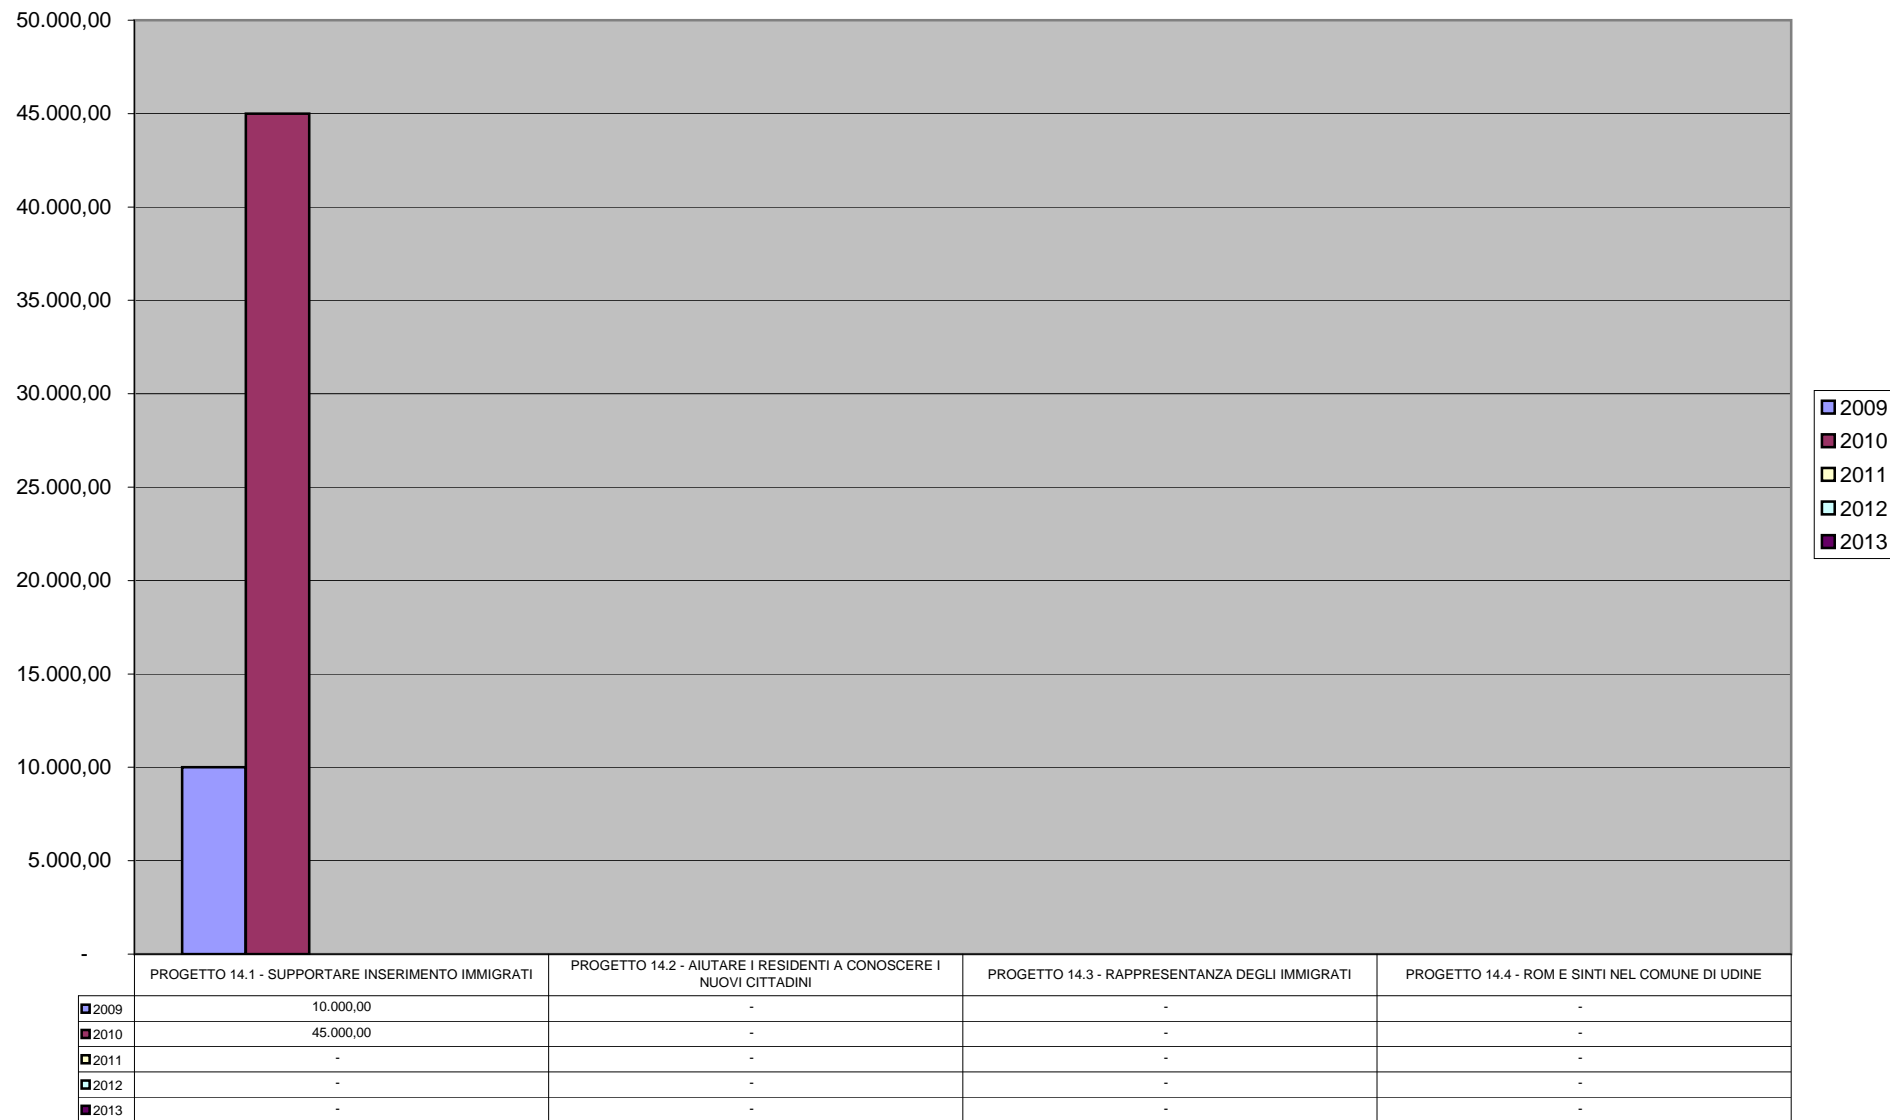 50.000,00
45.000,00
40.000,00
35.000,00
30.000,00
25.000,00
20.000,00
15.000,00
10.000,00
5.000,00
-
2009
2010
2011
2012
2013
PROGETTO 14.1 - SUPPORTARE INSERIMENTO IMMIGRATI
PROGETTO 14.2 - AIUTARE I RESIDENTI A CONOSCERE I
NUOVI CITTADINI
PROGETTO 14.3 - RAPPRESENTANZA DEGLI IMMIGRATI
PROGETTO 14.4 - ROM E SINTI NEL COMUNE DI UDINE
2009 10.000,00 - - -
2010 45.000,00 - - -
2011 - - - -
2012 - - - -
2013 - - - -